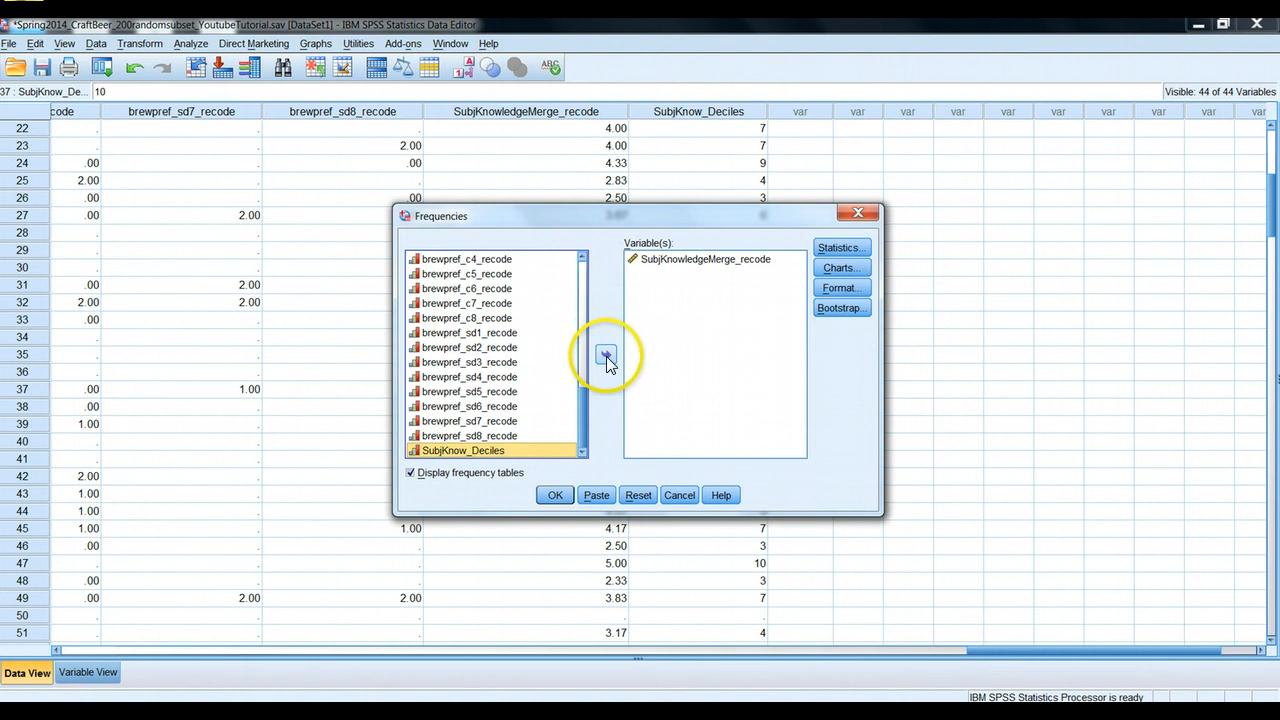 *Spring2014_CraftBeer_200randomsubset_YoutubeTutorial.sav [DataSet1] - IBM SPSS Statistics Data Editor
File Edit View Data Transform Analyze Direct Marketing Graphs Utilities Add-ons Window Help
37 : SubjKnow_De... 10 Visible: 44 of 44 Variables
code brewpref_sd7_recode brewpref_sd8_recode SubjKnowledgeMerge_recode SubjKnow_Deciles var var var var var var var var var var
22 . . . 4.00 7
23 . . 2.00 4.00 7
24 .00 . .00 4.33 9
25 2.00 . . 2.83 4
26 .00 . .00 2.50 3
27 .00 2.00
28 . .
29 . .
30 . .
31 .00 2.00
32 2.00 2.00
33 .00 .
34 . .
35 . .
36 . .
37 .00 1.00
38 .00 .
39 1.00 .
40 . .
41 . .
42 2.00 .
43 1.00 .
44 1.00 .
45 1.00 . 1.00 4.17 7
46 .00 . . 2.50 3
47 . . . 5.00 10
48 .00 . . 2.33 3
49 .00 2.00 2.00 3.83 7
50 . . . . .
51 . . . 3.17 4
Frequencies
Variable(s):
brewpref_c4_recode
brewpref_c5_recode
brewpref_c6_recode
brewpref_c7_recode
brewpref_c8_recode
brewpref_sd1_recode
brewpref_sd2_recode
brewpref_sd3_recode
brewpref_sd4_recode
brewpref_sd5_recode
brewpref_sd6_recode
brewpref_sd7_recode
brewpref_sd8_recode
SubjKnow_Deciles
SubjKnowledgeMerge_recode
Statistics...
Charts...
Format...
Bootstrap...
Display frequency tables
OK Paste Reset Cancel Help
Data View Variable View
IBM SPSS Statistics Processor is ready